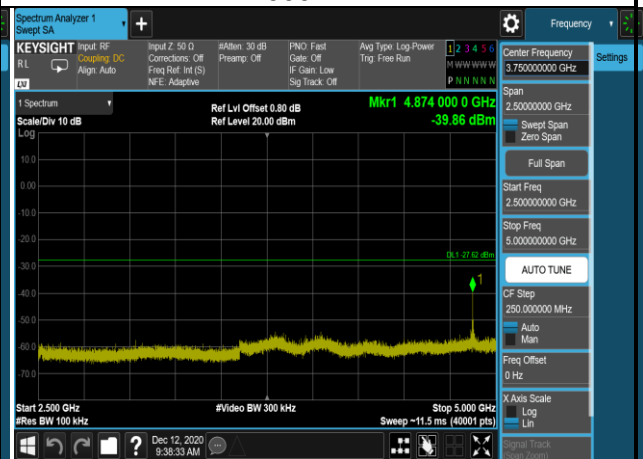 Spectrum Analyzer 1
Swept SA
+
Frequency
Settings
KEYSIGHT
RL
LXI
Input: RF
Coupling: DC
Align: Auto
Input Z: 50 Ω
Corrections: Off
Freq Ref: Int (S)
NFE: Adaptive
#Atten: 30 dB
Preamp: Off
PNO: Fast
Gate: Off
IF Gain: Low
Sig Track: Off
Avg Type: Log-Power
Trig: Free Run
1 2 3 4 5 6
M W W W W W
P N N N N N
1 Spectrum
Scale/Div 10 dB
Log
Ref Lvl Offset 0.80 dB
Ref Level 20.00 dBm
Mkr1 4.874 000 0 GHz
-39.86 dBm
10.0
0.00
-10.0
-20.0
DL1 -27.62 dBm
-30.0
1
-40.0
-50.0
-60.0
-70.0
Start 2.500 GHz
#Res BW 100 kHz
#Video BW 300 kHz
Stop 5.000 GHz
Sweep ~11.5 ms (40001 pts)
Center Frequency
3.750000000 GHz
Span
2.50000000 GHz
Swept Span
Zero Span
Full Span
Start Freq
2.500000000 GHz
Stop Freq
5.000000000 GHz
AUTO TUNE
CF Step
250.000000 MHz
Auto
Man
Freq Offset
0 Hz
X Axis Scale
Log
Lin
Signal Track
(Span Zoom)
?
Dec 12, 2020
9:38:33 AM